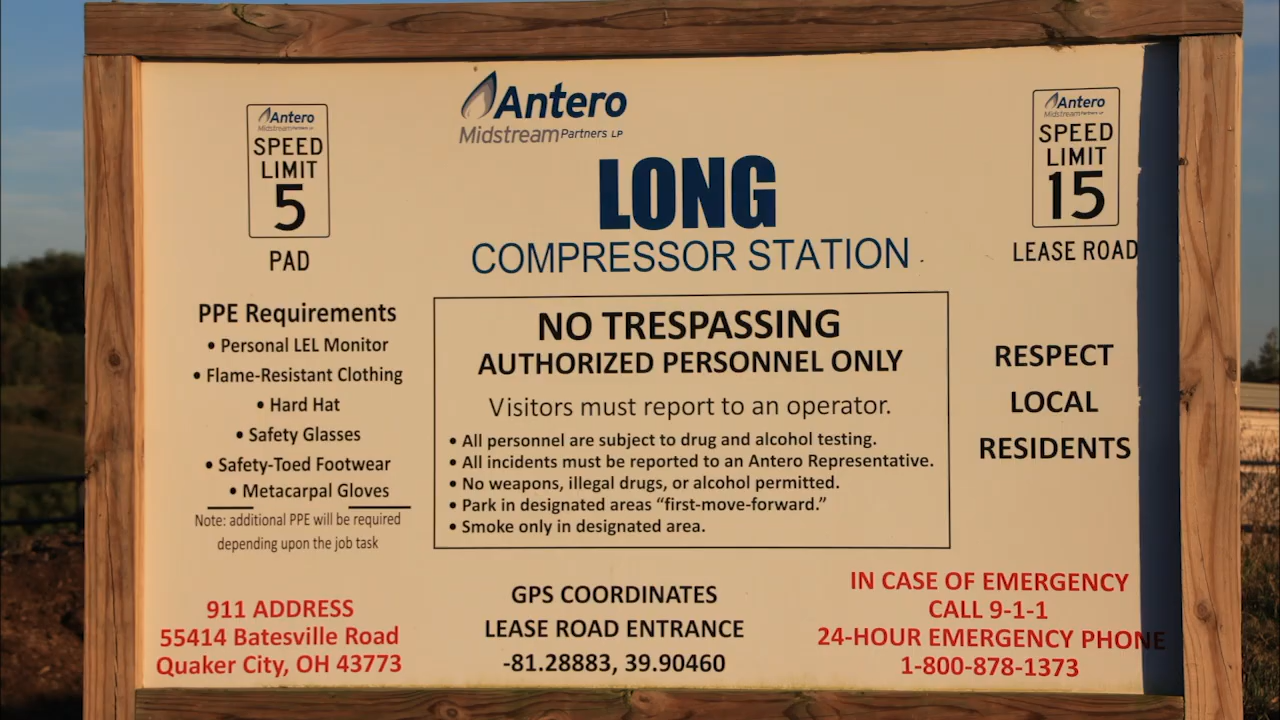 Antero
Midstream Partners LP
LONG
COMPRESSOR STATION
Antero
Midstream Partners LP
SPEED
LIMIT
5
PAD
Antero
SPEED
LIMIT
15
LEASE ROAD
PPE Requirements
• Personal LEL Monitor
• Flame-Resistant Clothing
• Hard Hat
• Safety Glasses
• Safety-Toed Footwear
• Metacarpal Gloves
Note: additional PPE will be required
depending upon the job task
NO TRESPASSING
AUTHORIZED PERSONNEL ONLY
Visitors must report to an operator.
• All personnel are subject to drug and alcohol testing.
• All incidents must be reported to an Antero Representative.
• No weapons, illegal drugs, or alcohol permitted.
• Park in designated areas “first-move-forward.”
• Smoke only in designated area.
RESPECT
LOCAL
RESIDENTS
911 ADDRESS
55414 Batesville Road
Quaker City, OH 43773
GPS COORDINATES
LEASE ROAD ENTRANCE
-81.28883, 39.90460
IN CASE OF EMERGENCY
CALL 9-1-1
24-HOUR EMERGENCY PHONE
1-800-878-1373